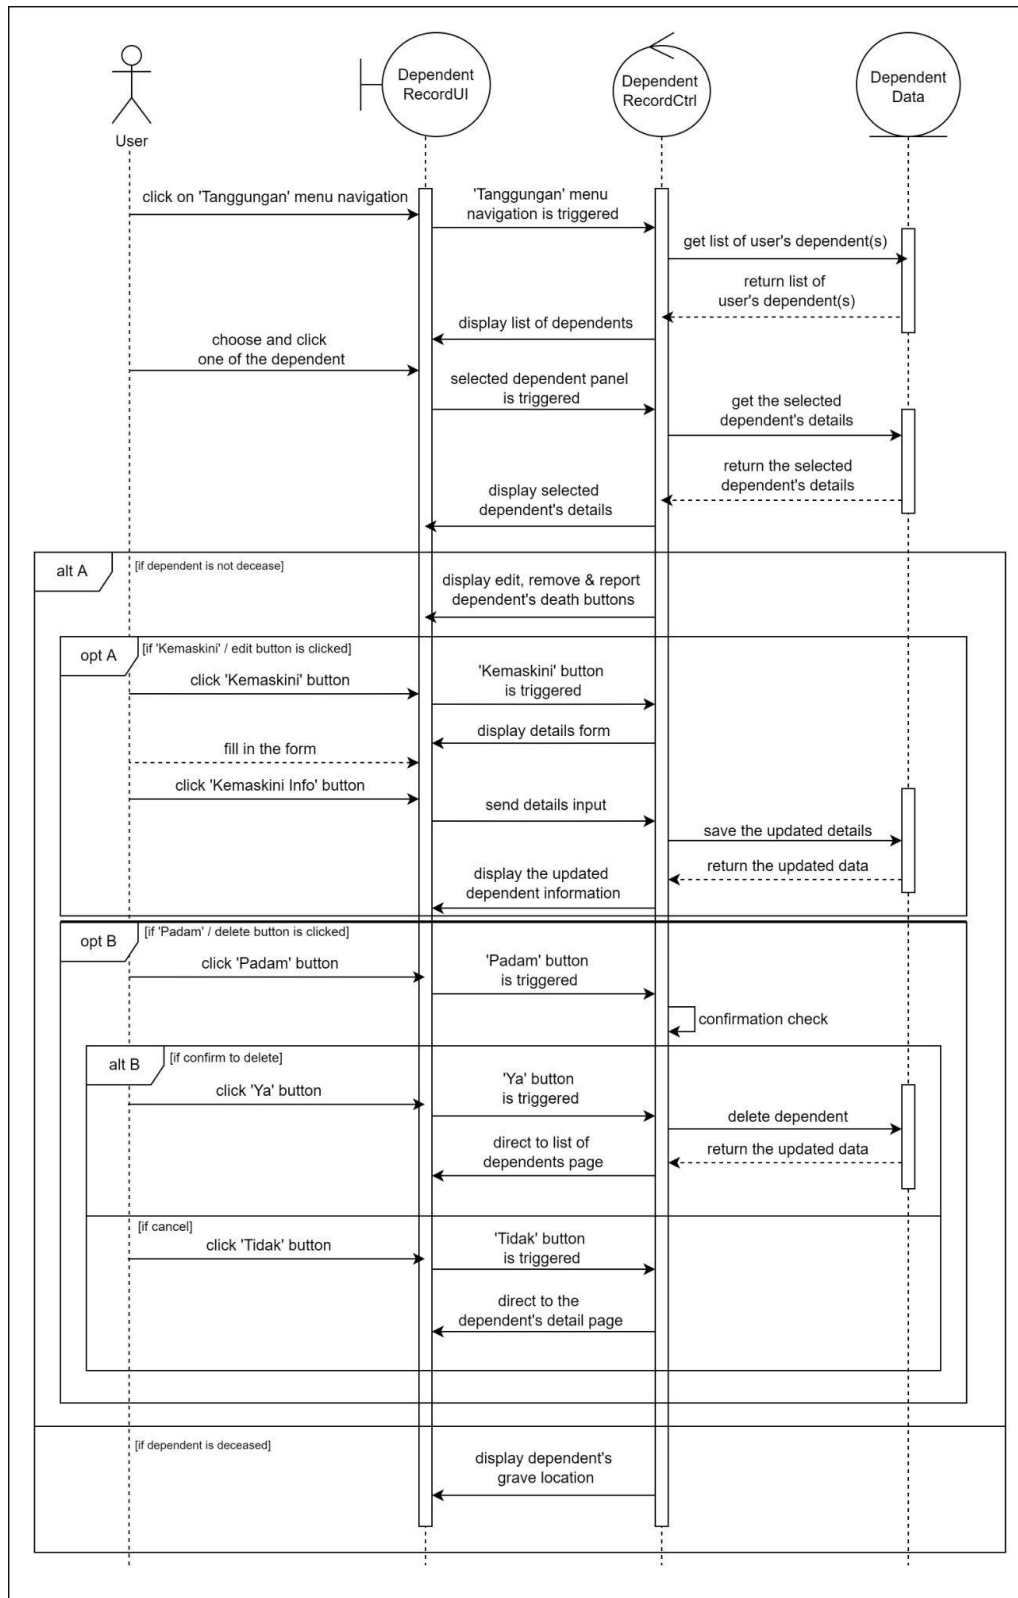 Dependent
RecordUI
Dependent
RecordCtrl
Dependent
Data
User
click on 'Tanggungan' menu navigation
'Tanggungan' menu
navigation is triggered
get list of user's dependent(s)
return list of
user's dependent(s)
display list of dependents
choose and click
one of the dependent
selected dependent panel
is triggered
get the selected
dependent's details
return the selected
dependent's details
display selected
dependent's details
alt A
[if dependent is not decease]
display edit, remove & report
dependent's death buttons
opt A
[if 'Kemaskini' / edit button is clicked]
click 'Kemaskini' button
'Kemaskini' button
is triggered
display details form
fill in the form
click 'Kemaskini Info' button
send details input
save the updated details
return the updated data
display the updated
dependent information
opt B
[if 'Padam' / delete button is clicked]
click 'Padam' button
'Padam' button
is triggered
confirmation check
alt B
[if confirm to delete]
click 'Ya' button
'Ya' button
is triggered
delete dependent
return the updated data
direct to list of
dependents page
[if cancel]
click 'Tidak' button
'Tidak' button
is triggered
direct to the
dependent's detail page
[if dependent is deceased]
display dependent's
grave location